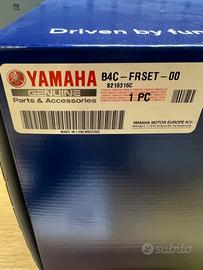 Driven by fun
YAMAHA
GENUINE
Parts & Accessories
B4C-FRSET-00
8210316C
1 PC
MADE IN LUXEMBOURG
YAMAHA MOTOR EUROPE N.V.
subito